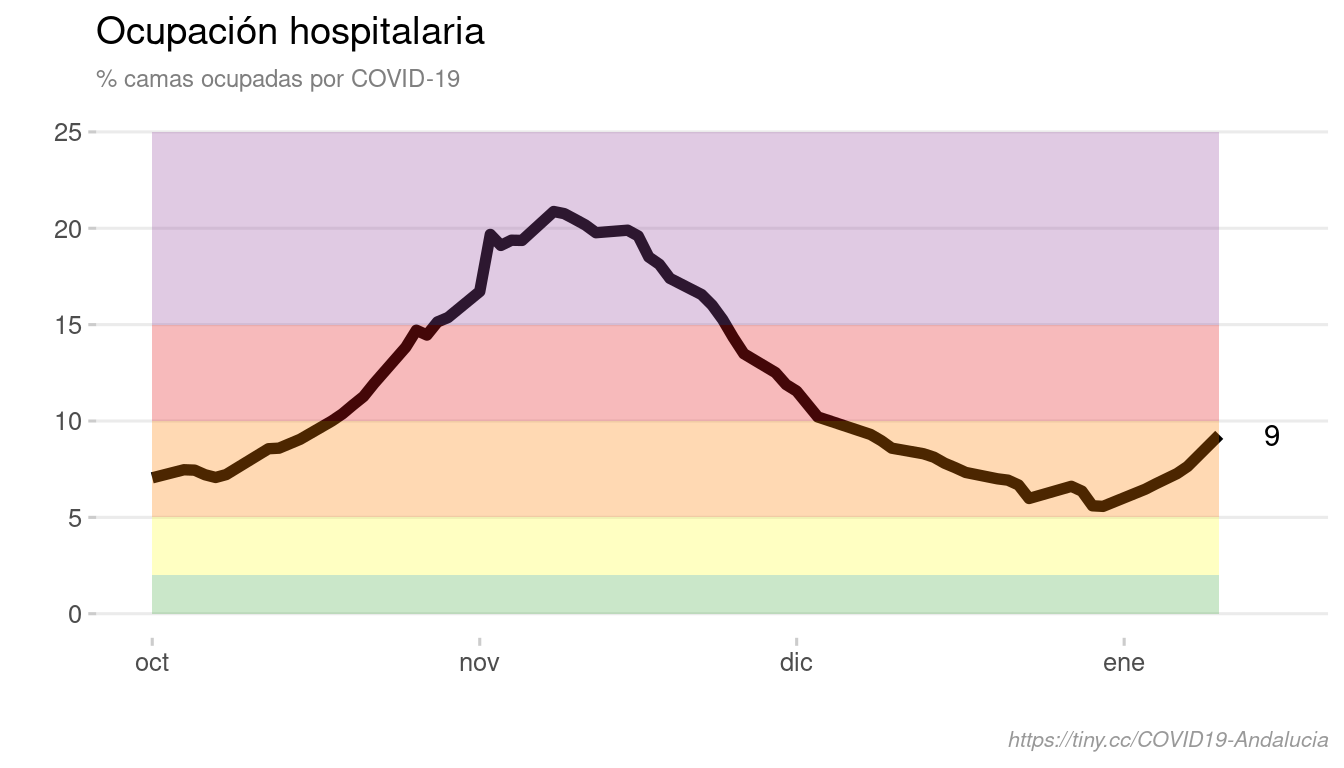 Ocupación hospitalaria
% camas ocupadas por COVID-19
25
20
15
10
5
0
9
oct nov dic ene
https://tiny.cc/COVID19-Andalucia